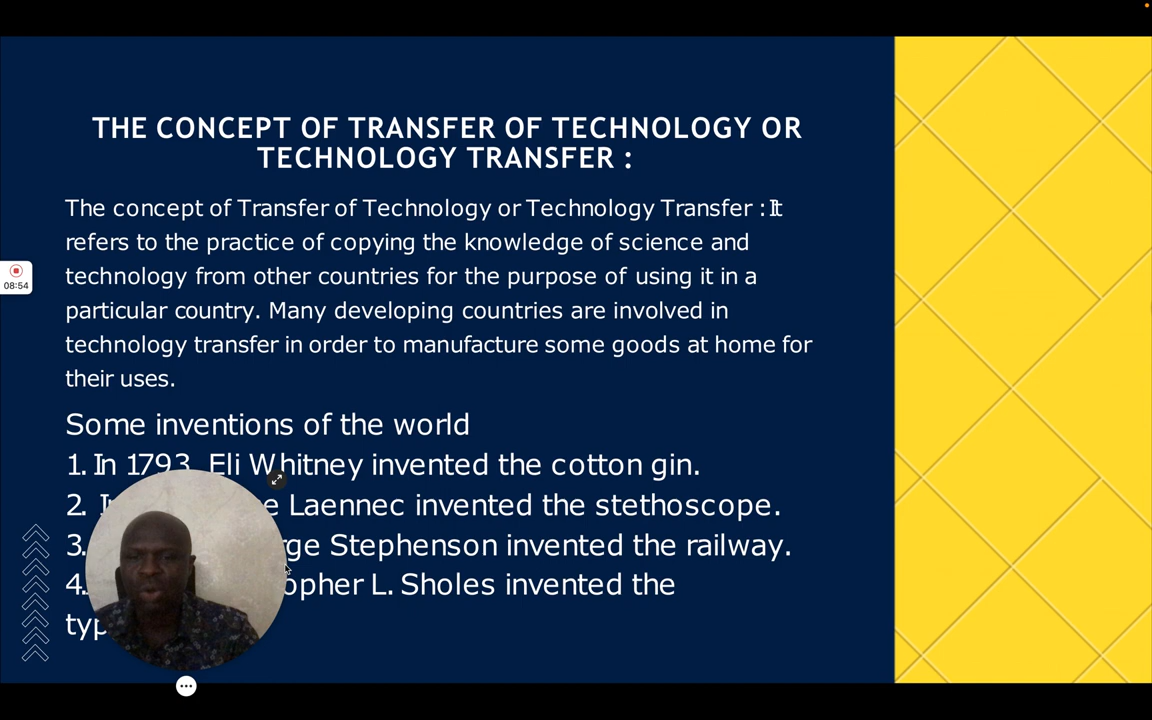 THE CONCEPT OF TRANSFER OF TECHNOLOGY OR
TECHNOLOGY TRANSFER :
The concept of Transfer of Technology or Technology Transfer : It
refers to the practice of copying the knowledge of science and
technology from other countries for the purpose of using it in a
particular country. Many developing countries are involved in
technology transfer in order to manufacture some goods at home for
their uses.
Some inventions of the world
1. In 1793, Eli Whitney invented the cotton gin.
2. Laennec invented the stethoscope.
3. Stephenson invented the railway.
4. L. Sholes invented the
08:54